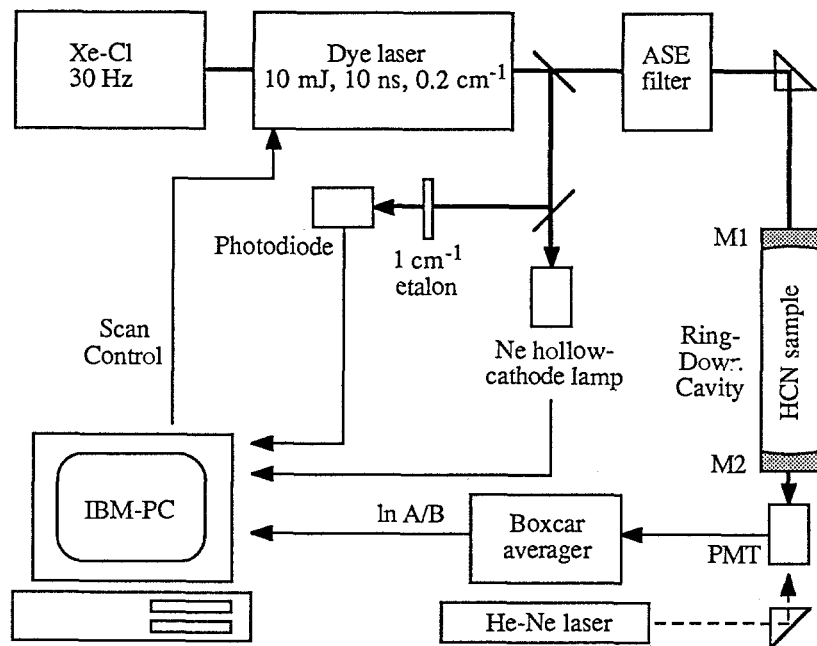 Xe-Cl
30 Hz
Dye laser
10 mJ, 10 ns, 0.2 cm⁻¹
ASE
filter
Photodiode
1 cm⁻¹
etalon
M1
Scan
Control
Ne hollow-
cathode lamp
Ring-
Down
Cavity
HCN sample
M2
IBM-PC
ln A/B
Boxcar
averager
PMT
He-Ne laser